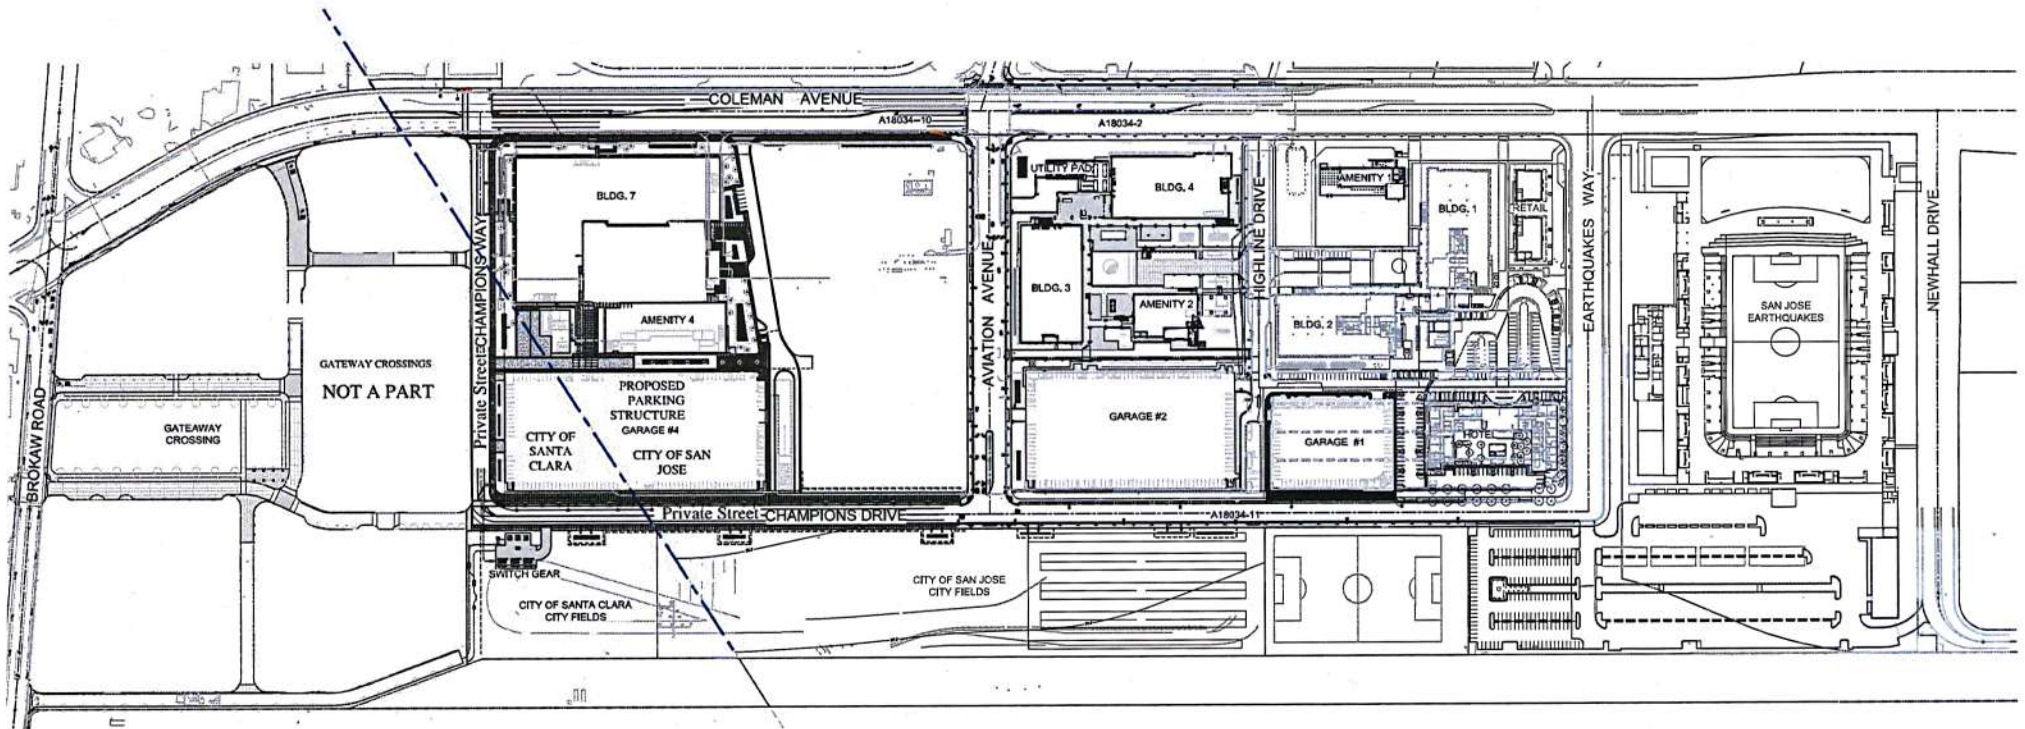 COLEMAN AVENUE
A18034-10
A18034-2
UTILITY PAD
BLDG. 4
AMENITY 1
BLDG. 7
BLDG. 1
RETAIL
Private Street-CHAMPIONS WAY
AVIATION AVENUE
HIGHLINE DRIVE
EARTHQUAKES WAY
NEWHALL DRIVE
BLDG. 3
AMENITY 2
AMENITY 4
BLDG. 2
SAN JOSE
EARTHQUAKES
GATEWAY CROSSINGS
NOT A PART
BROKAW ROAD
GATEAWAY
CROSSING
PROPOSED
PARKING
STRUCTURE
GARAGE #4
CITY OF
SANTA
CLARA
CITY OF SAN
JOSE
GARAGE #2
GARAGE #1
HOTEL
Private Street-CHAMPIONS DRIVE
A18034-11
SWITCH GEAR
CITY OF SANTA CLARA
CITY FIELDS
CITY OF SAN JOSE
CITY FIELDS